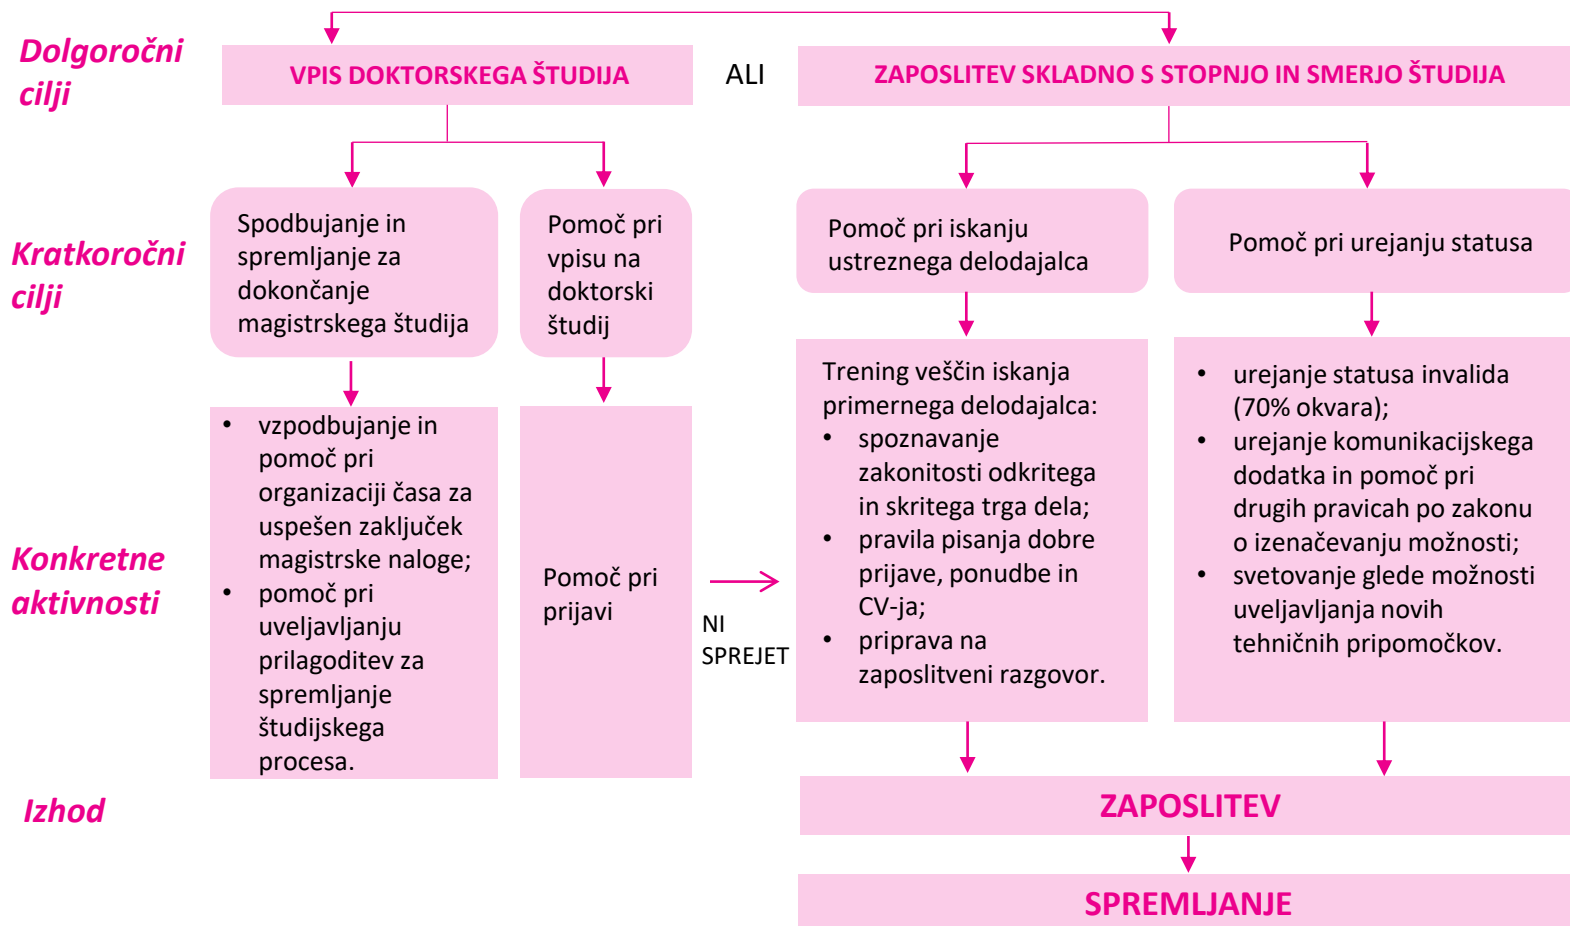 Dolgoročni
cilji
VPIS DOKTORSKEGA ŠTUDIJA
ALI
ZAPOSLITEV SKLADNO S STOPNJO IN SMERJO ŠTUDIJA
Kratkoročni
cilji
Spodbujanje in
spremljanje za
dokončanje
magistrskega študija
Pomoč pri
vpisu na
doktorski
študij
Pomoč pri iskanju
ustreznega delodajalca
Pomoč pri urejanju statusa
Konkretne
aktivnosti
• vzpodbujanje in
pomoč pri
organizaciji časa za
uspešen zaključek
magistrske naloge;
• pomoč pri
uveljavljanju
prilagoditev za
spremljanje
študijskega
procesa.
Pomoč pri
prijavi
NI
SPREJET
Trening veščin iskanja
primernega delodajalca:
• spoznavanje
zakonitosti odkritega
in skritega trga dela;
• pravila pisanja dobre
prijave, ponudbe in
CV-ja;
• priprava na
zaposlitveni razgovor.
• urejanje statusa invalida
(70% okvara);
• urejanje komunikacijskega
dodatka in pomoč pri
drugih pravicah po zakonu
o izenačevanju možnosti;
• svetovanje glede možnosti
uveljavljanja novih
tehničnih pripomočkov.
Izhod
ZAPOSLITEV
SPREMLJANJE